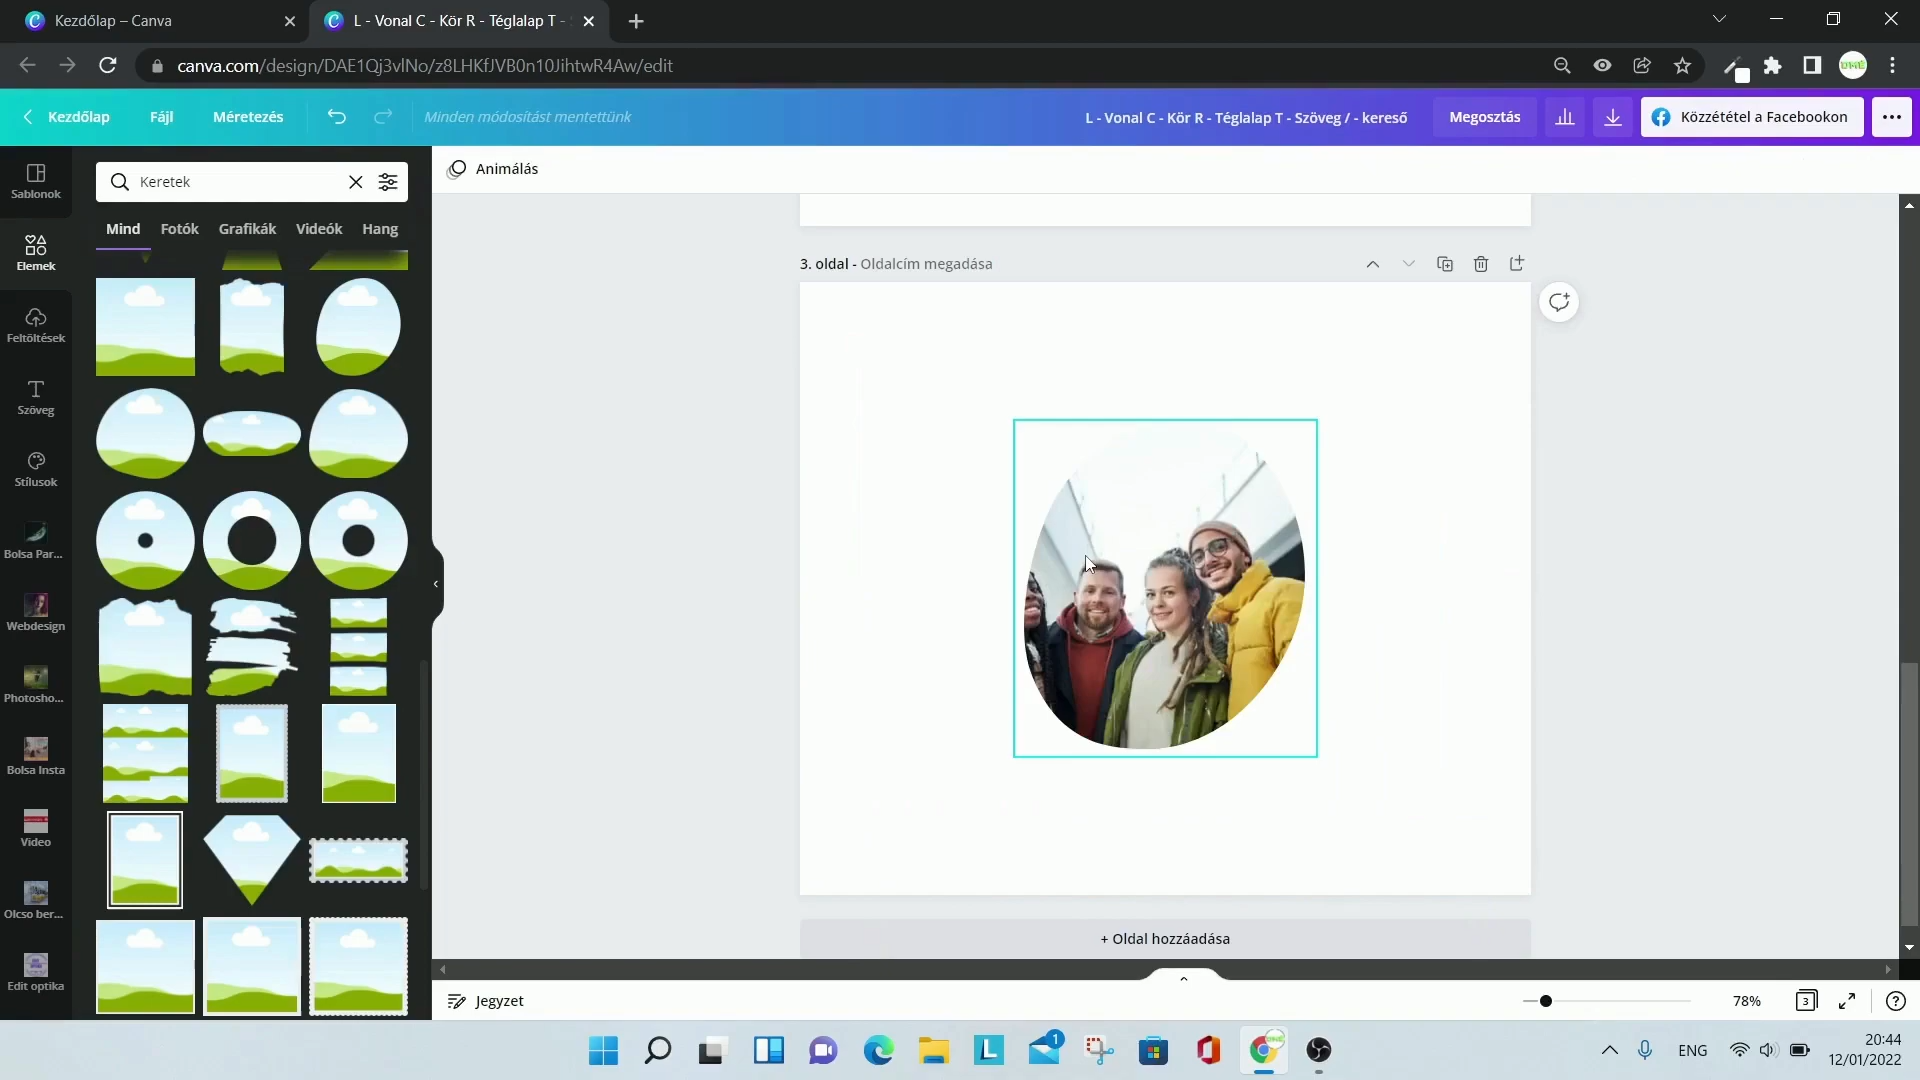 Kezdőlap – Canva
L - Vonal C - Kör R - Téglalap T -
canva.com/design/DAE1Qj3vlNo/z8LHKfJVB0n10JihtwR4Aw/edit
Kezdőlap
Fájl
Méretezés
Minden módosítást mentettünk
L - Vonal C - Kör R - Téglalap T - Szöveg / - kereső
Megosztás
Közzététel a Facebookon
Sablonok
Elemek
Feltöltések
Szöveg
Stílusok
Bolsa Par...
Webdesign
Photosho...
Bolsa Insta
Video
Olcso ber...
Edit optika
Keretek
Mind
Fotók
Grafikák
Videók
Hang
Animálás
3. oldal - Oldalcím megadása
+ Oldal hozzáadása
Jegyzet
78%
3
1
ENG
20:44
12/01/2022